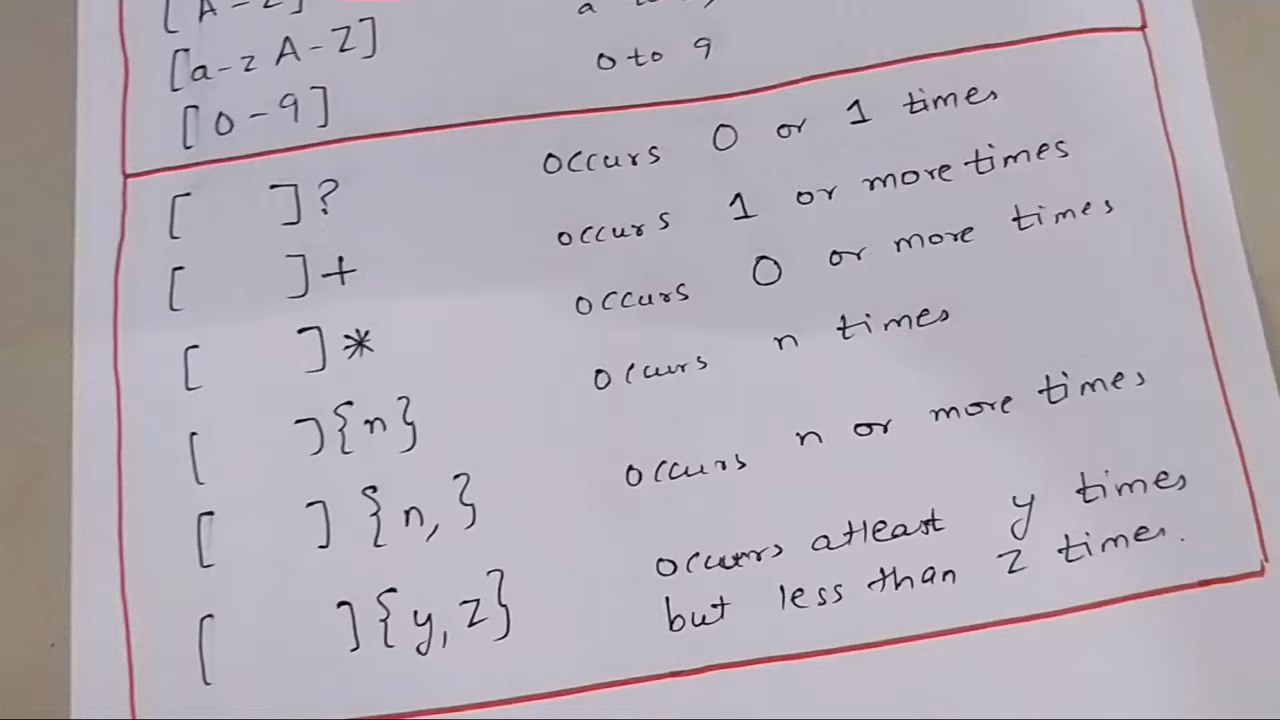 [A-Z] a
[a-z A-Z]
[0-9] 0 to 9
[ ]? occurs 0 or 1 times
[ ]+ occurs 1 or more times
[ ]* occurs 0 or more times
[ ]{n} occurs n times
[ ]{n,} occurs n or more times
[ ]{y,z} occurs atleast y times
but less than z times.